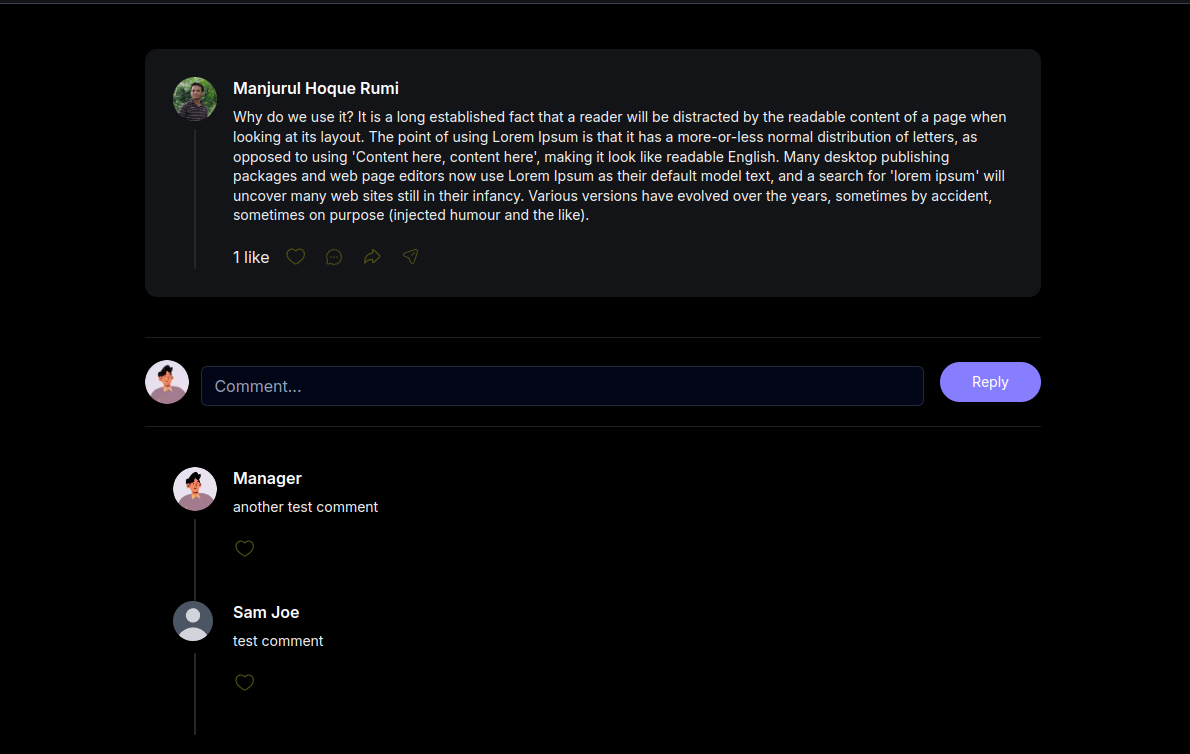 Manjurul Hoque Rumi
Why do we use it? It is a long established fact that a reader will be distracted by the readable content of a page when
looking at its layout. The point of using Lorem Ipsum is that it has a more-or-less normal distribution of letters, as
opposed to using 'Content here, content here', making it look like readable English. Many desktop publishing
packages and web page editors now use Lorem Ipsum as their default model text, and a search for 'lorem ipsum' will
uncover many web sites still in their infancy. Various versions have evolved over the years, sometimes by accident,
sometimes on purpose (injected humour and the like).
1 like
Comment...
Reply
Manager
another test comment
Sam Joe
test comment